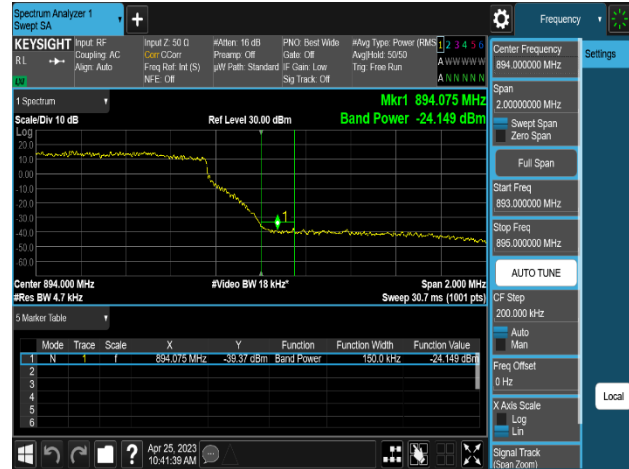 Spectrum Analyzer 1
Swept SA
+
Frequency
KEYSIGHT Input: RF Input Z: 50 Ω #Atten: 16 dB PNO: Best Wide #Avg Type: Power (RMS 1 2 3 4 5 6
RL Coupling: AC Corr CCorr Preamp: Off Gate: Off Avg|Hold: 50/50 A WW WW W
Align: Auto Freq Ref: Int (S) µW Path: Standard IF Gain: Low Trig: Free Run
NFE: Off Sig Track: Off A N N N N N
1 Spectrum
Mkr1 894.075 MHz
Scale/Div 10 dB Ref Level 30.00 dBm Band Power -24.149 dBm
Log
20.0
10.0
0.00
-10.0
-20.0
-30.0
-40.0
-50.0
-60.0
1
Center 894.000 MHz #Video BW 18 kHz* Span 2.000 MHz
#Res BW 4.7 kHz Sweep 30.7 ms (1001 pts)
5 Marker Table
Mode Trace Scale X Y Function Function Width Function Value
1 N 1 f 894.075 MHz -39.37 dBm Band Power 150.0 kHz -24.149 dBm
2
3
4
5
6
Apr 25, 2023
10:41:39 AM
?
Center Frequency
894.000000 MHz
Settings
Span
2.00000000 MHz
Swept Span
Zero Span
Full Span
Start Freq
893.000000 MHz
Stop Freq
895.000000 MHz
AUTO TUNE
CF Step
200.000 kHz
Auto
Man
Freq Offset
0 Hz
Local
X Axis Scale
Log
Lin
Signal Track
(Span Zoom)